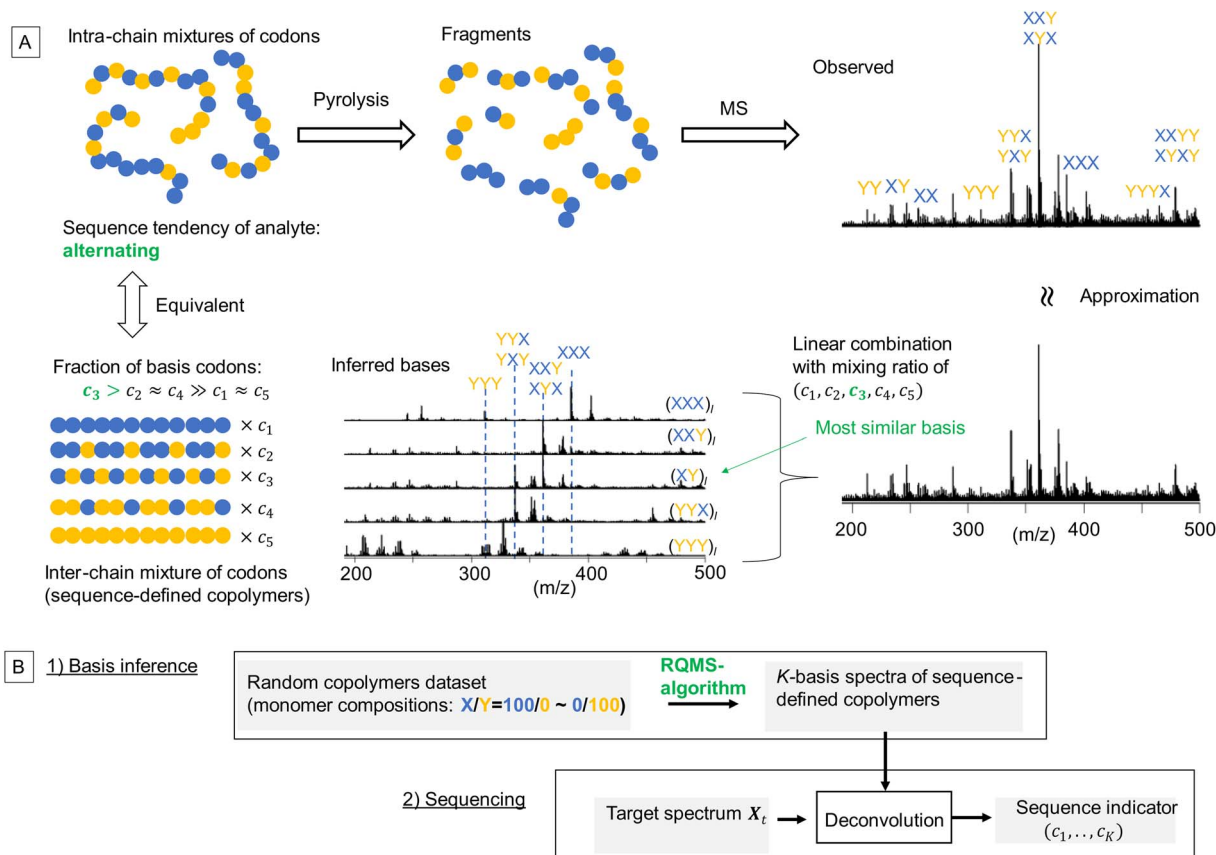 A
Intra-chain mixtures of codons
Pyrolysis
Fragments
MS
Observed
XXY
XYX
YYX
YXY
XXX
XXYY
XYXY
YY
XY
XX
YYY
YYYX
Sequence tendency of analyte:
alternating
Equivalent
Fraction of basis codons:
c₃ > c₂ ≈ c₄ ≫ c₁ ≈ c₅
× c₁
× c₂
× c₃
× c₄
× c₅
Inter-chain mixture of codons
(sequence-defined copolymers)
Inferred bases
YYX
YXY
XXY
XYX
XXX
YYY
(XXX)ₗ
(XXY)ₗ
(XY)ₗ
(YYX)ₗ
(YYY)ₗ
200 300 400 500
(m/z)
≈ Approximation
Linear combination
with mixing ratio of
(c₁, c₂, c₃, c₄, c₅)
Most similar basis
200 300 400 500
(m/z)
B
1) Basis inference
Random copolymers dataset
(monomer compositions: X/Y=100/0 ~ 0/100)
RQMS-
algorithm
K-basis spectra of sequence-
defined copolymers
2) Sequencing
Target spectrum Xₜ
Deconvolution
Sequence indicator
(c₁,..,c_K)